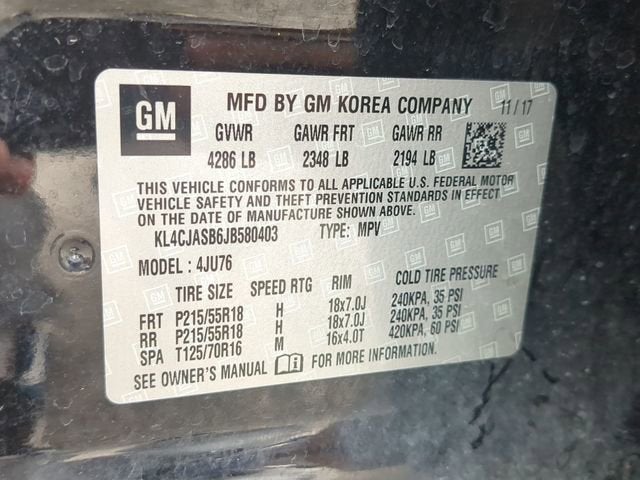 GM MFD BY GM KOREA COMPANY 11/17
GVWR GAWR FRT GAWR RR
4286 LB 2348 LB 2194 LB
THIS VEHICLE CONFORMS TO ALL APPLICABLE U.S. FEDERAL MOTOR
VEHICLE SAFETY AND THEFT PREVENTION STANDARDS IN EFFECT
ON THE DATE OF MANUFACTURE SHOWN ABOVE.
KL4CJASB6JB580403 TYPE: MPV
MODEL: 4JU76
TIRE SIZE SPEED RTG RIM COLD TIRE PRESSURE
FRT P215/55R18 H 18x7.0J 240KPA, 35 PSI
RR P215/55R18 H 18x7.0J 240KPA, 35 PSI
SPA T125/70R16 M 16x4.0T 420KPA, 60 PSI
SEE OWNER'S MANUAL FOR MORE INFORMATION